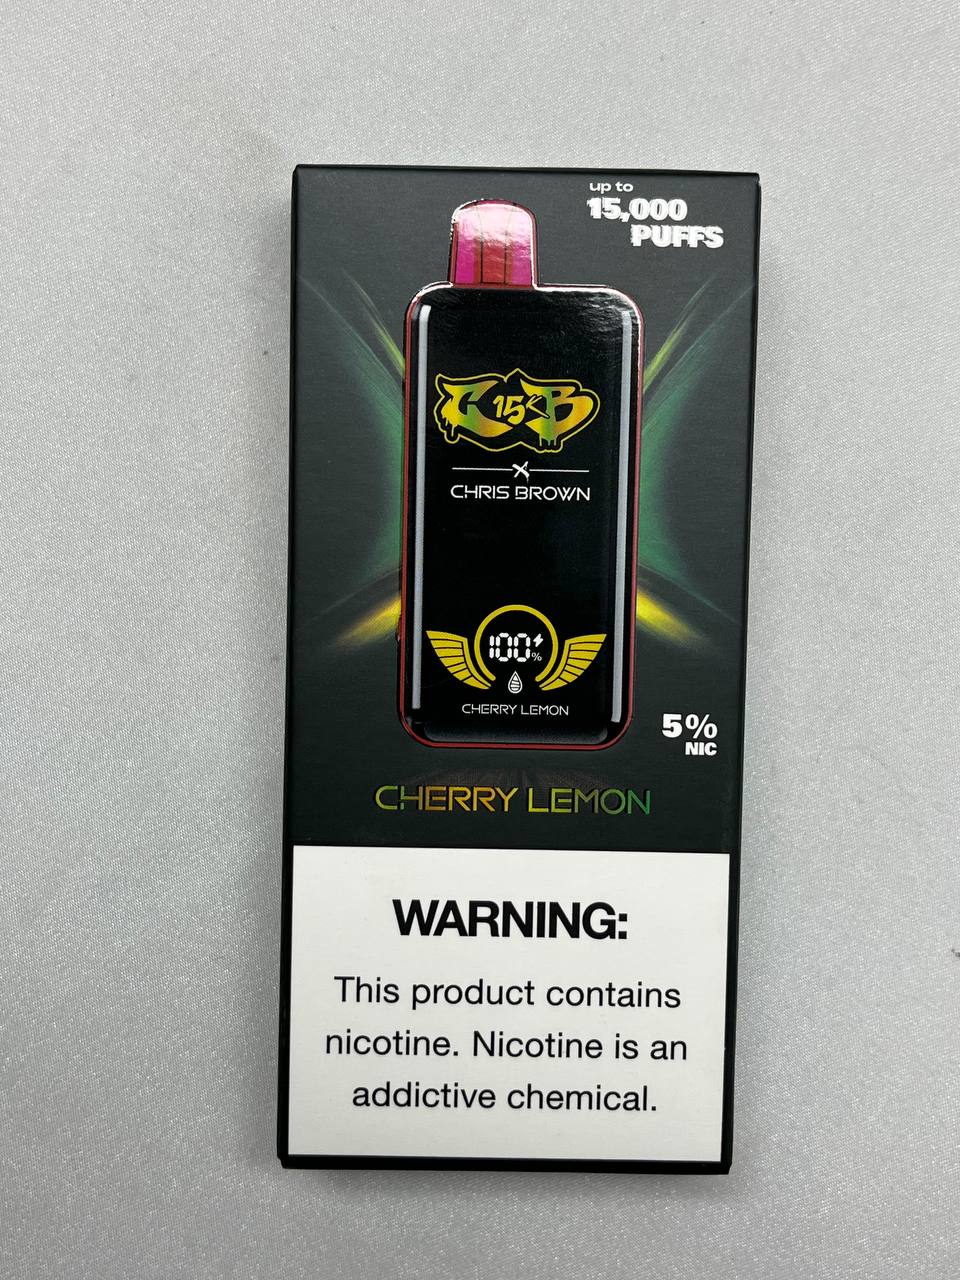 up to
15,000
PUFFS
C 15K B
X
CHRIS BROWN
100%
CHERRY LEMON
5%
NIC
CHERRY LEMON
WARNING:
This product contains
nicotine. Nicotine is an
addictive chemical.